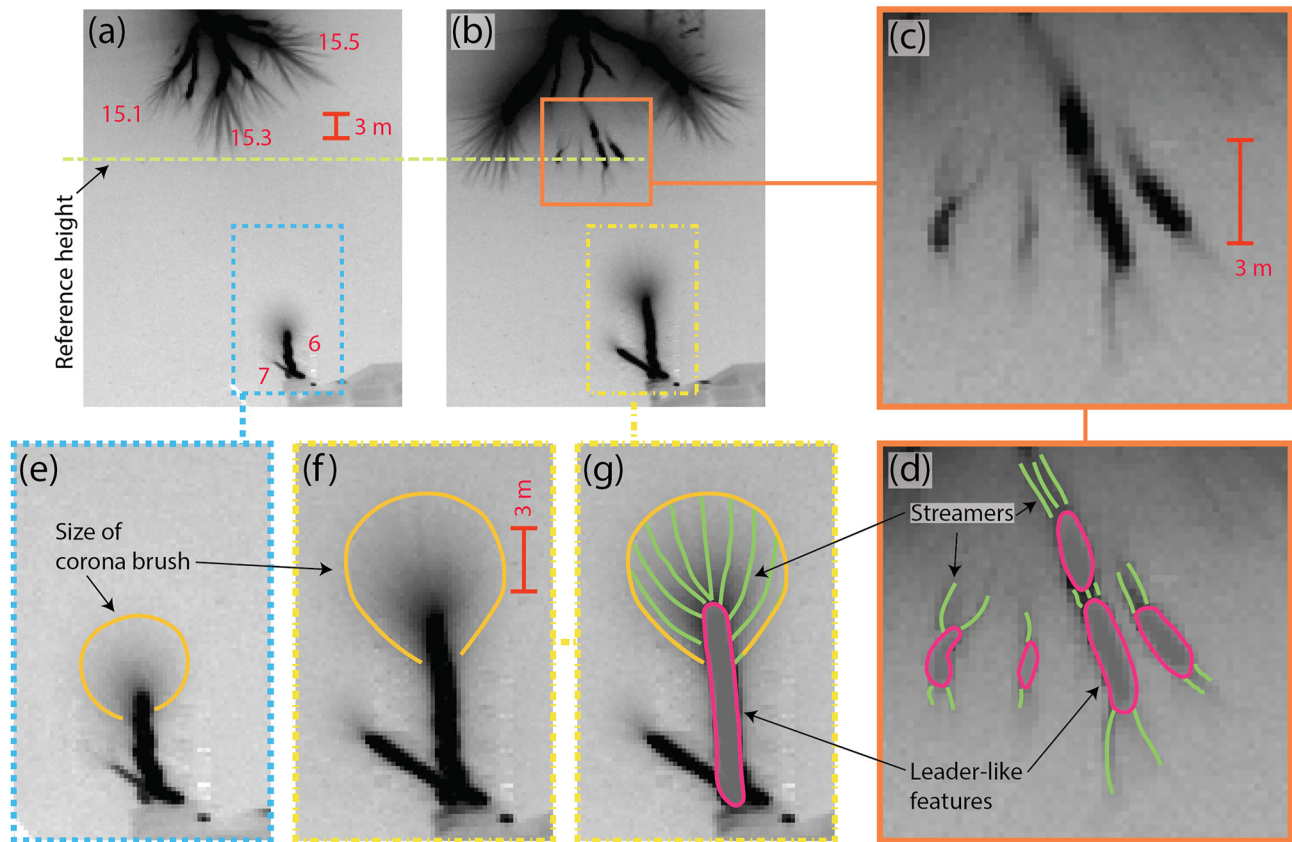 (a)
15.5
15.1
15.3
3 m
Reference height
6
7
(b)
(c)
3 m
(e)
Size of
corona brush
(f)
3 m
(g)
(d)
Streamers
Leader-like
features